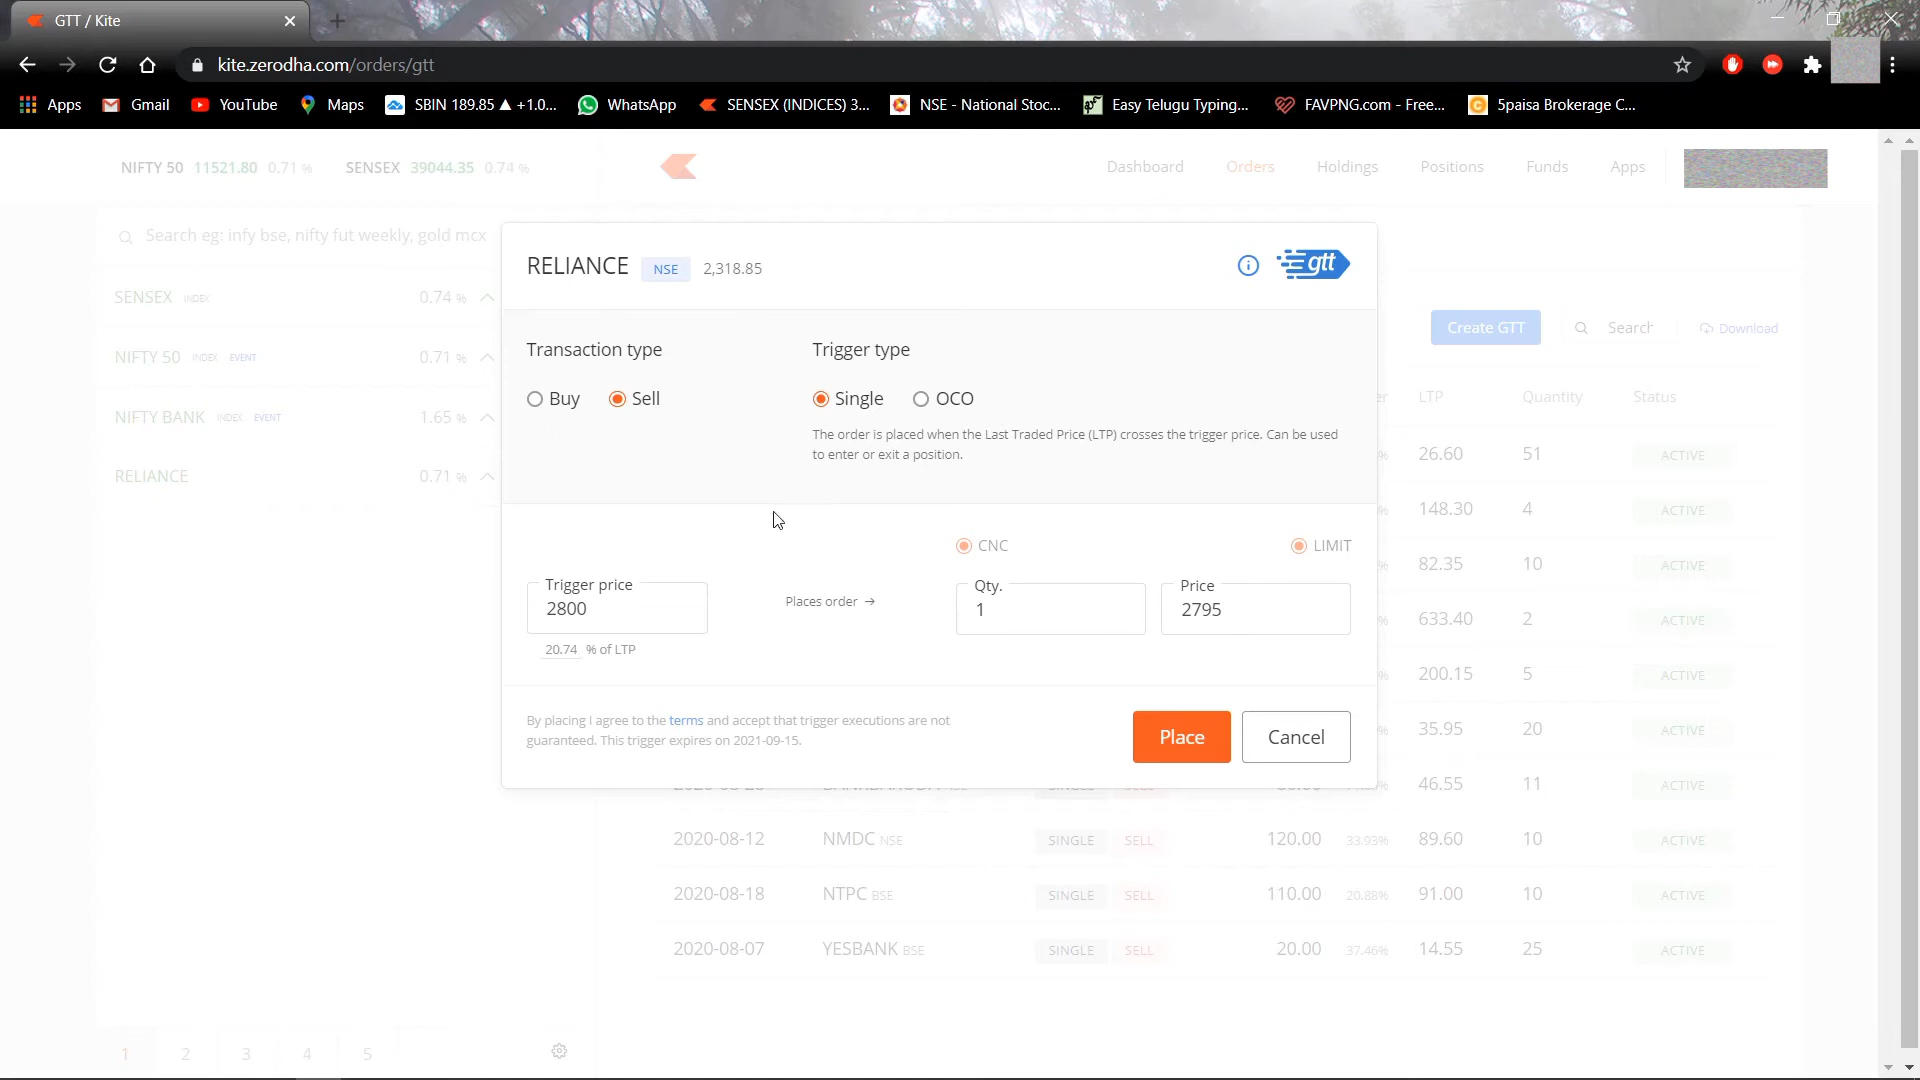 GTT / Kite
kite.zerodha.com/orders/gtt
Apps Gmail YouTube Maps SBIN 189.85 ▲ +1.0... WhatsApp SENSEX (INDICES) 3... NSE - National Stoc... Easy Telugu Typing... FAVPNG.com - Free... 5paisa Brokerage C...
NIFTY 50 11521.80 0.71 % SENSEX 39044.35 0.74 % Dashboard Orders Holdings Positions Funds Apps
Search eg: infy bse, nifty fut weekly, gold mcx
SENSEX INDEX 0.74 %
NIFTY 50 INDEX EVENT 0.71 %
NIFTY BANK INDEX EVENT 1.65 %
RELIANCE 0.71 %
1 2 3 4 5
RELIANCE NSE 2,318.85 gtt
Transaction type Trigger type
Buy Sell Single OCO
The order is placed when the Last Traded Price (LTP) crosses the trigger price. Can be used
to enter or exit a position.
CNC LIMIT
Trigger price Qty. Price
2800 Places order → 1 2795
20.74 % of LTP
By placing I agree to the terms and accept that trigger executions are not
guaranteed. This trigger expires on 2021-09-15.
Place Cancel
Create GTT Search Download
LTP Quantity Status
26.60 51 ACTIVE
148.30 4 ACTIVE
82.35 10 ACTIVE
633.40 2 ACTIVE
200.15 5 ACTIVE
35.95 20 ACTIVE
46.55 11 ACTIVE
2020-08-12 NMDC NSE SINGLE SELL 120.00 33.93% 89.60 10 ACTIVE
2020-08-18 NTPC BSE SINGLE SELL 110.00 20.88% 91.00 10 ACTIVE
2020-08-07 YESBANK BSE SINGLE SELL 20.00 37.46% 14.55 25 ACTIVE